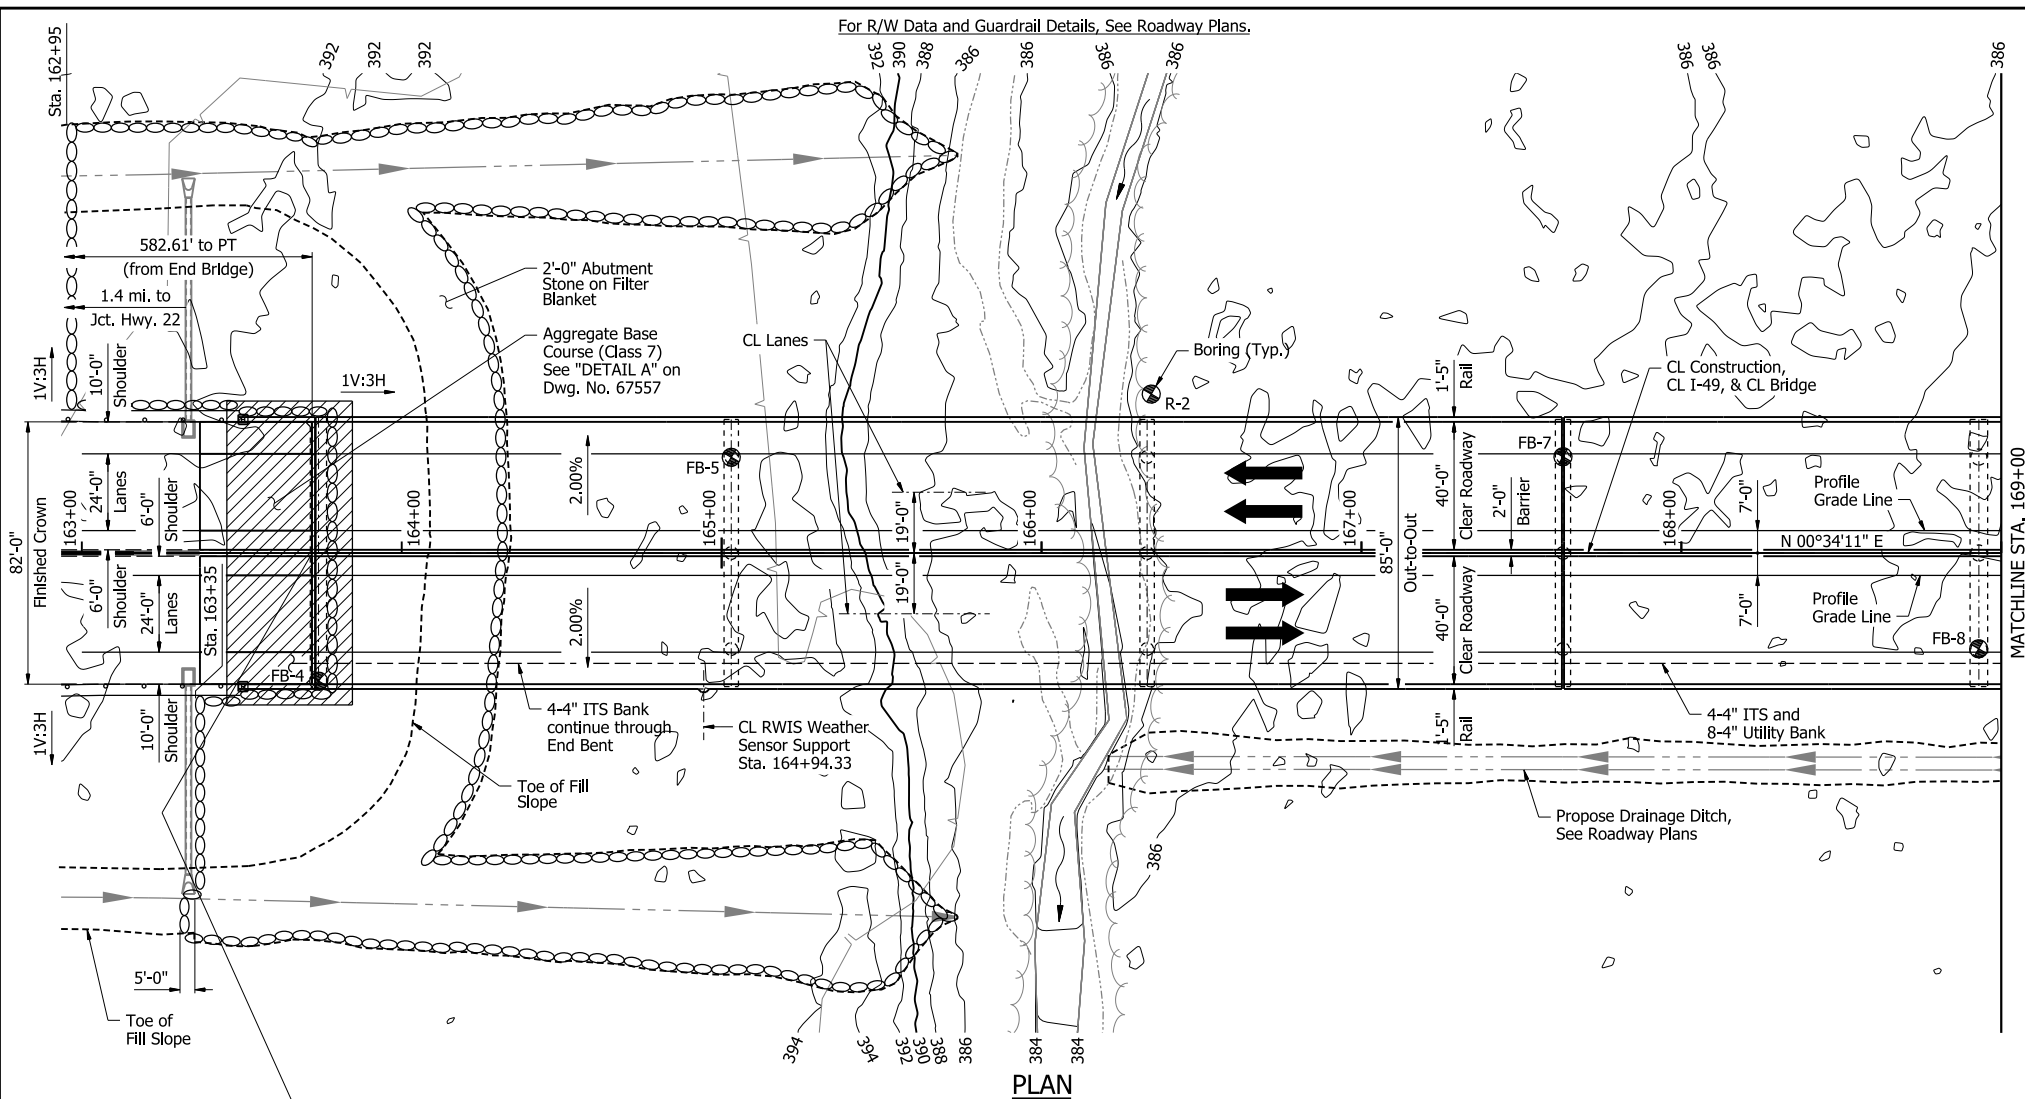 For R/W Data and Guardrail Details, See Roadway Plans.
Sta. 162+95
392
392
392
392
390
388
386
386
386
386
386
386
386
582.61' to PT
(from End Bridge)
1.4 mi. to
Jct. Hwy. 22
2'-0" Abutment
Stone on Filter
Blanket
Aggregate Base
Course (Class 7)
See "DETAIL A" on
Dwg. No. 67557
CL Lanes
Boring (Typ.)
R-2
CL Construction,
CL I-49, & CL Bridge
1V:3H
10'-0"
Shoulder
1V:3H
1'-5"
Rail
82'-0"
Finished Crown
163+00
24'-0"
Lanes
6'-0"
Shoulder
164+00
2.00%
FB-5
165+00
19'-0"
166+00
167+00
85'-0"
Out-to-Out
40'-0"
Clear Roadway
2'-0"
Barrier
FB-7
168+00
7'-0"
Profile
Grade Line
N 00°34'11" E
MATCHLINE STA. 169+00
6'-0"
Shoulder
24'-0"
Lanes
Sta. 163+35
2.00%
19'-0"
40'-0"
Clear Roadway
7'-0"
Profile
Grade Line
FB-8
FB-4
1V:3H
10'-0"
Shoulder
4-4" ITS Bank
continue through
End Bent
CL RWIS Weather
Sensor Support
Sta. 164+94.33
1'-5"
Rail
4-4" ITS and
8-4" Utility Bank
Toe of Fill
Slope
Propose Drainage Ditch,
See Roadway Plans
386
5'-0"
Toe of
Fill Slope
394
394
392
390
388
386
384
384
PLAN